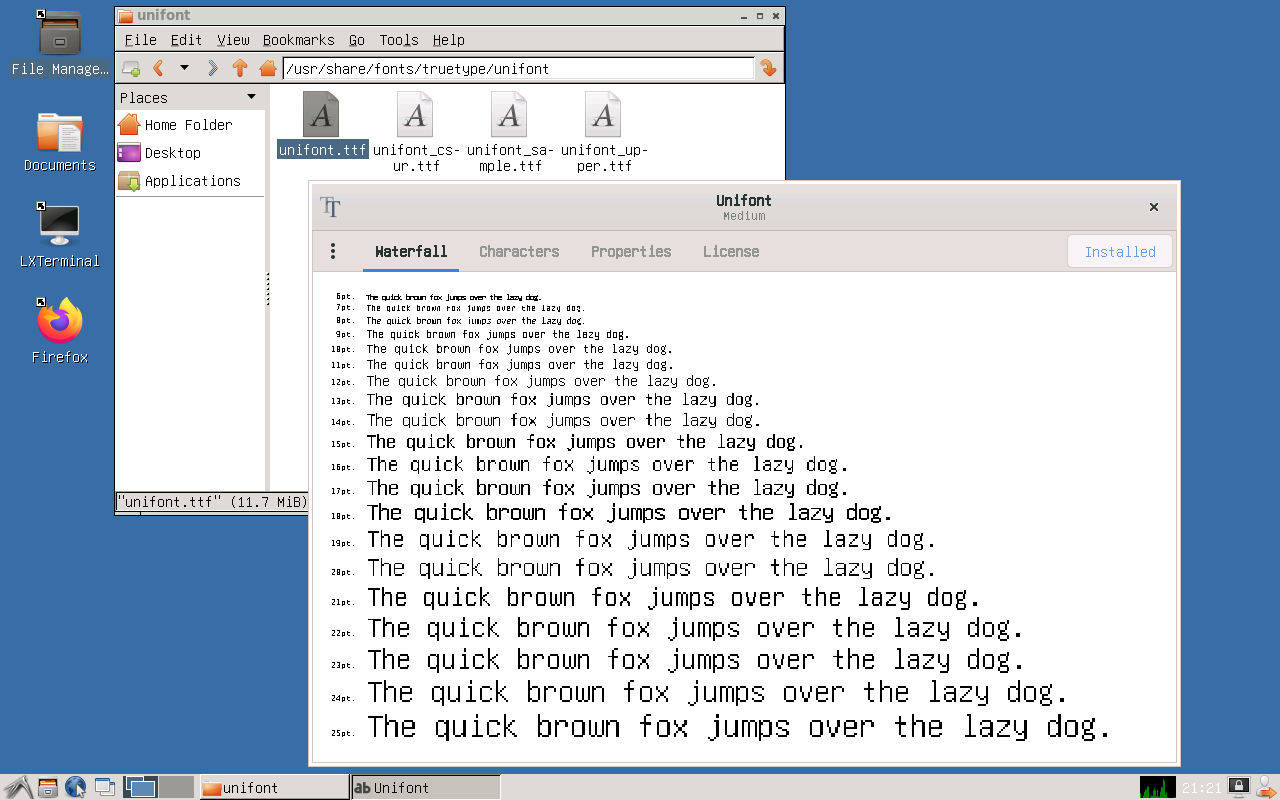 File Manage...
Documents
LXTerminal
Firefox
unifont
File Edit View Bookmarks Go Tools Help
/usr/share/fonts/truetype/unifont
Places
Home Folder
Desktop
Applications
unifont.ttf
unifont_cs-
ur.ttf
unifont_sa-
mple.ttf
unifont_up-
per.ttf
"unifont.ttf" (11.7 MiB)
Unifont
Medium
Waterfall Characters Properties License Installed
6pt. The quick brown fox jumps over the lazy dog.
7pt. The quick brown fox jumps over the lazy dog.
8pt. The quick brown fox jumps over the lazy dog.
9pt. The quick brown fox jumps over the lazy dog.
10pt. The quick brown fox jumps over the lazy dog.
11pt. The quick brown fox jumps over the lazy dog.
12pt. The quick brown fox jumps over the lazy dog.
13pt. The quick brown fox jumps over the lazy dog.
14pt. The quick brown fox jumps over the lazy dog.
15pt. The quick brown fox jumps over the lazy dog.
16pt. The quick brown fox jumps over the lazy dog.
17pt. The quick brown fox jumps over the lazy dog.
18pt. The quick brown fox jumps over the lazy dog.
19pt. The quick brown fox jumps over the lazy dog.
20pt. The quick brown fox jumps over the lazy dog.
21pt. The quick brown fox jumps over the lazy dog.
22pt. The quick brown fox jumps over the lazy dog.
23pt. The quick brown fox jumps over the lazy dog.
24pt. The quick brown fox jumps over the lazy dog.
25pt. The quick brown fox jumps over the lazy dog.
unifont
ab Unifont
21:21